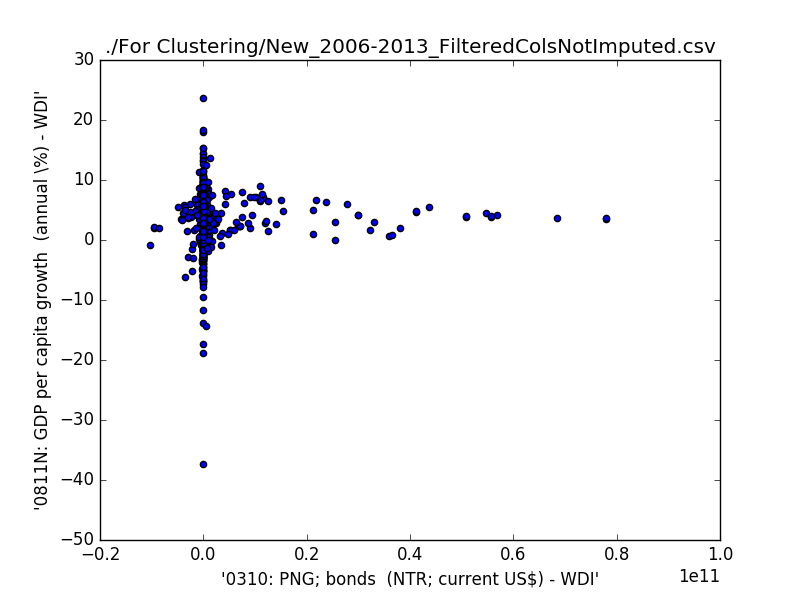 ./For Clustering/New_2006-2013_FilteredColsNotImputed.csv
30
20
10
0
−10
−20
−30
−40
−50
'0811N: GDP per capita growth  (annual \%) - WDI'
−0.2 0.0 0.2 0.4 0.6 0.8 1.0
1e11
'0310: PNG; bonds  (NTR; current US$) - WDI'